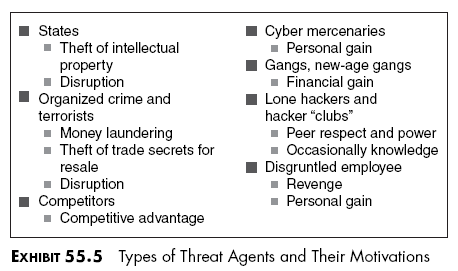 States
Theft of intellectual
property
Disruption
Organized crime and
terrorists
Money laundering
Theft of trade secrets for
resale
Disruption
Competitors
Competitive advantage
Cyber mercenaries
Personal gain
Gangs, new-age gangs
Financial gain
Lone hackers and
hacker “clubs”
Peer respect and power
Occasionally knowledge
Disgruntled employee
Revenge
Personal gain
EXHIBIT 55.5 Types of Threat Agents and Their Motivations